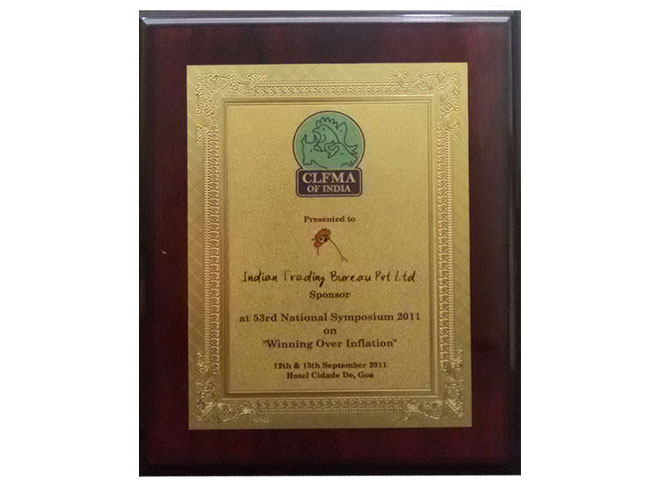 CLFMA
OF INDIA
Presented to
Indian Trading Bureau Pvt Ltd
Sponsor
at 53rd National Symposium 2011
on
"Winning Over Inflation"
12th & 13th September 2011
Hotel Cidade De, Goa